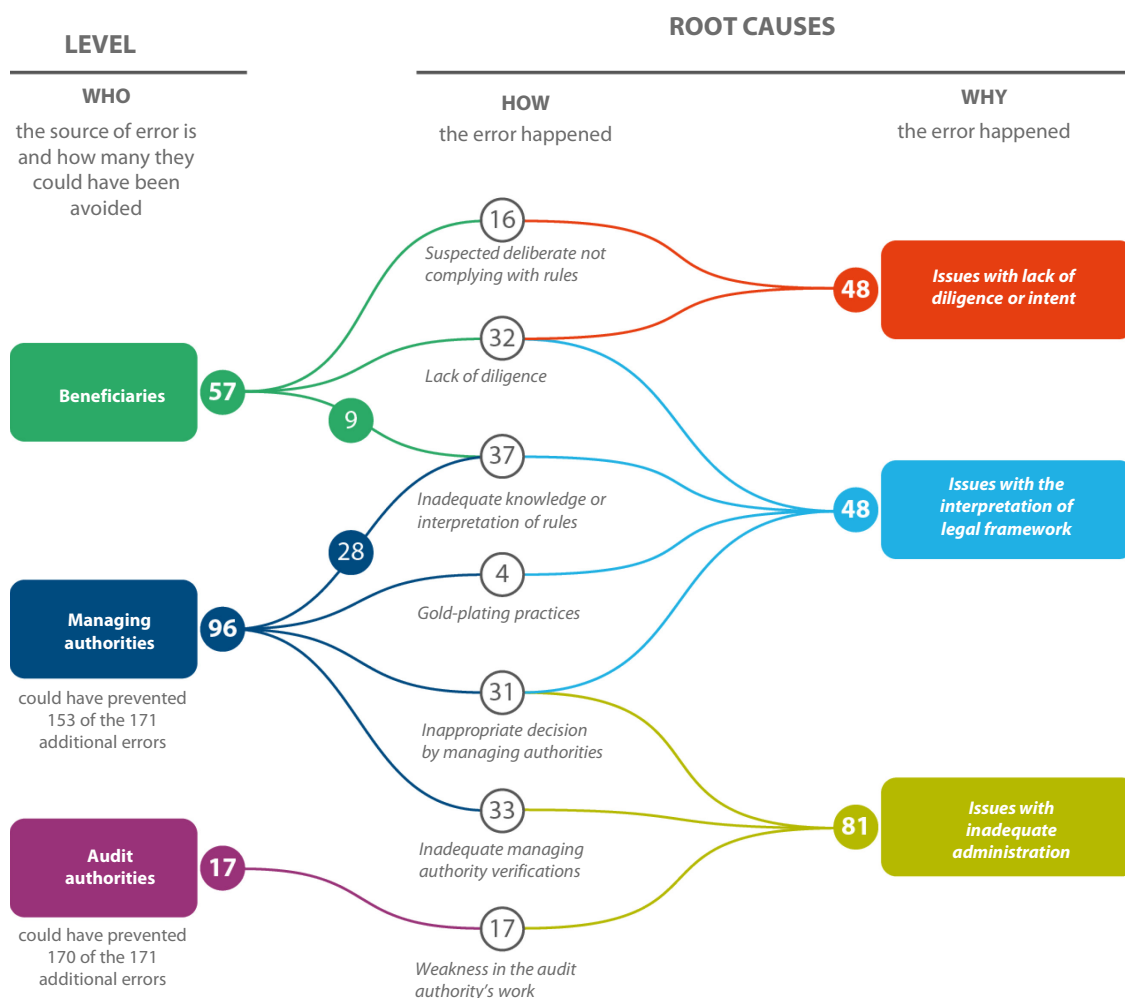 LEVEL
WHO
the source of error is
and how many they
could have been
avoided
ROOT CAUSES
HOW
the error happened
WHY
the error happened
Beneficiaries
57
9
Managing
authorities
96
28
could have prevented
153 of the 171
additional errors
Audit
authorities
17
could have prevented
170 of the 171
additional errors
16
Suspected deliberate not
complying with rules
32
Lack of diligence
37
Inadequate knowledge or
interpretation of rules
4
Gold-plating practices
31
Inappropriate decision
by managing authorities
33
Inadequate managing
authority verifications
17
Weakness in the audit
authority's work
48
Issues with lack of
diligence or intent
48
Issues with the
interpretation of
legal framework
81
Issues with
inadequate
administration